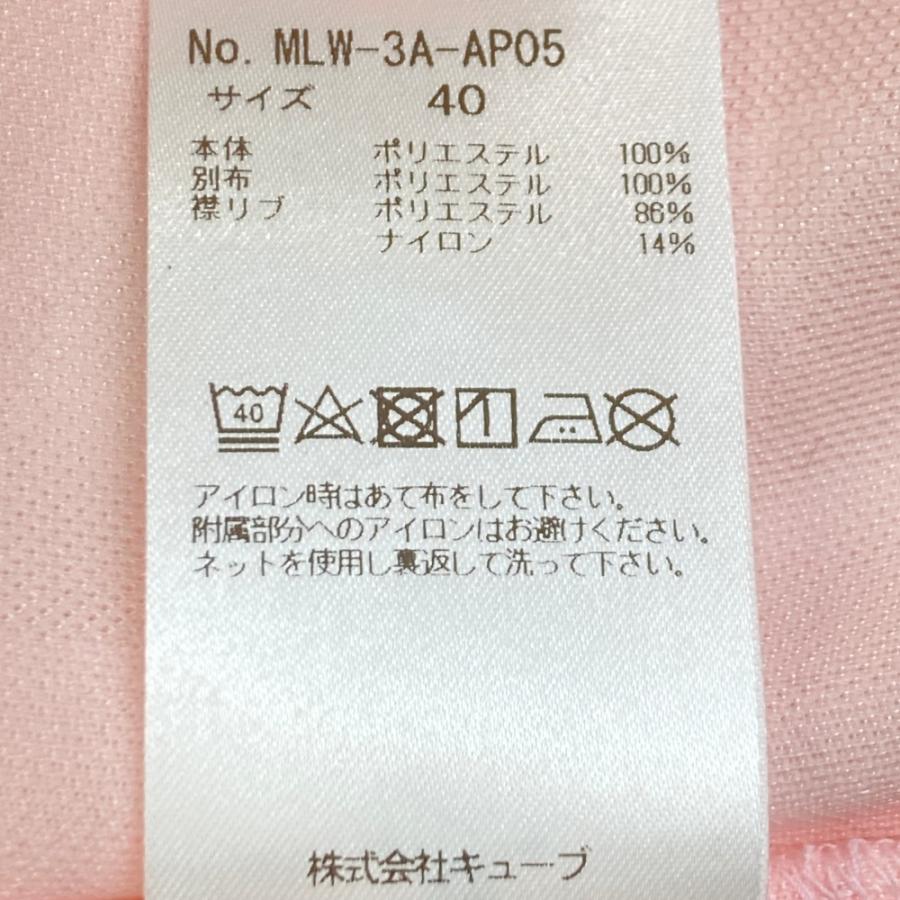 No. MLW-3A-AP05
サイズ 40
本体 ポリエステル 100%
別布 ポリエステル 100%
襟リブ ポリエステル 86%
ナイロン 14%
40
アイロン時はあて布をして下さい。
附属部分へのアイロンはお避けください。
ネットを使用し裏返して洗って下さい。
株式会社キューブ